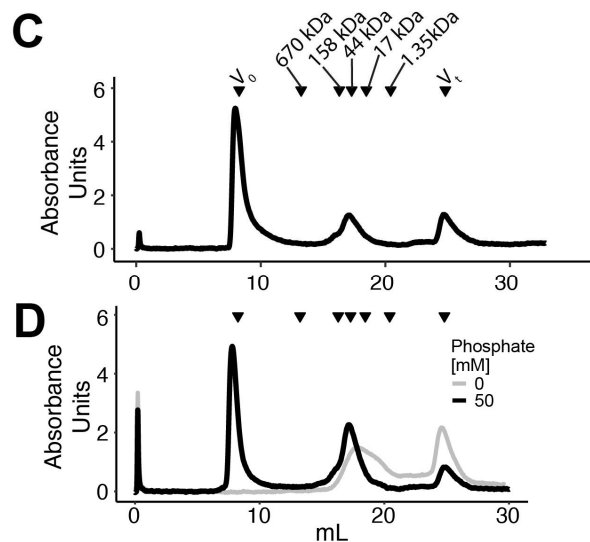 C
V₀ 670 kDa 158 kDa 44 kDa 17 kDa 1.35kDa Vₜ
Absorbance
Units
6
4
2
0
0 10 20 30
D
Absorbance
Units
6
4
2
0
Phosphate
[mM]
0
50
0 10 20 30
mL